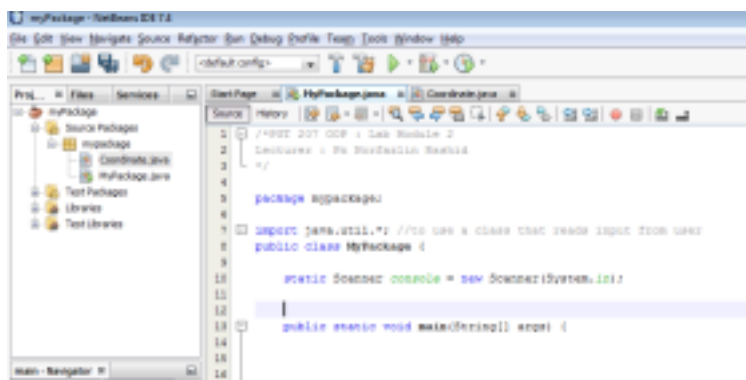 myPackage - NetBeans IDE 7.4
File Edit View Navigate Source Refactor Run Debug Profile Team Tools Window Help
<default config>
Proj... Files Services
Start Page MyPackage.java Coordinate.java
Source History
myPackage
Source Packages
mypackage
Coordinate.java
MyPackage.java
Test Packages
Libraries
Test Libraries
1 /* 207 OOP : Lab Module 2
2 Lecturer : Rashid
3 */
4
5 package mypackage;
6
7 import java.util.*; //to use a class that reads input from user
8 public class MyPackage {
9
10 static Scanner console = new Scanner(System.in);
11
12
13 public static void main(String[] args) {
14
15
16
main - Navigator